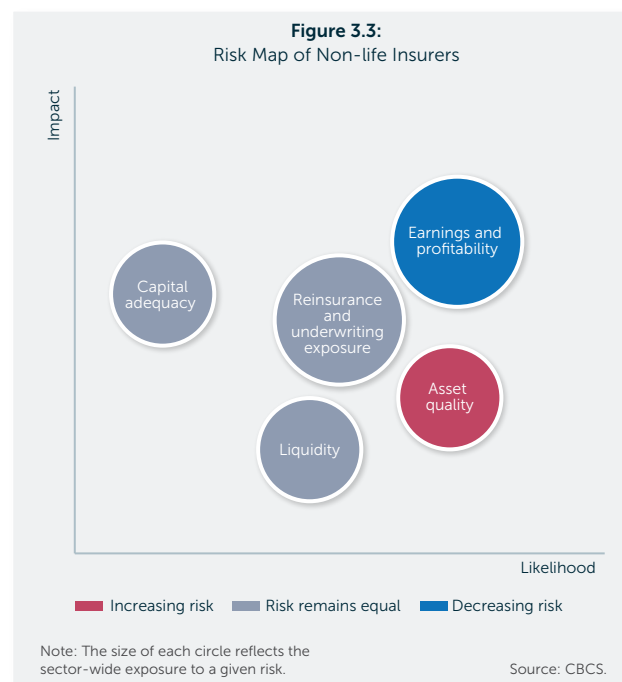 Figure 3.3:
Risk Map of Non-life Insurers
Impact
Earnings and
profitability
Capital
adequacy
Reinsurance
and
underwriting
exposure
Asset
quality
Liquidity
Likelihood
Increasing risk
Risk remains equal
Decreasing risk
Note: The size of each circle reflects the
sector-wide exposure to a given risk.
Source: CBCS.